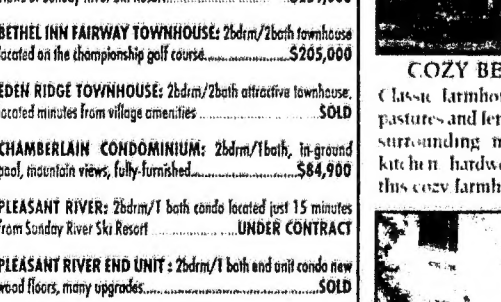 $259,000
BETHEL INN FAIRWAY TOWNHOUSE: 2bdrm/2bath townhouse
located on the championship golf course $205,000
EDEN RIDGE TOWNHOUSE: 2bdrm/2bath attractive townhouse,
located minutes from village amenities SOLD
CHAMBERLAIN CONDOMINIUM: 2bdrm/1bath, in-ground
pool, mountain views, fully-furnished $84,900
PLEASANT RIVER: 2bdrm/1 bath condo located just 15 minutes
from Sunday River Ski Resort UNDER CONTRACT
PLEASANT RIVER END UNIT : 2bdrm/1 bath end unit condo new
wood floors, many upgrades SOLD
COZY BE
Classic farmhou
pastures and fen
surrounding m
kitchen hardwo
this cozy farmh